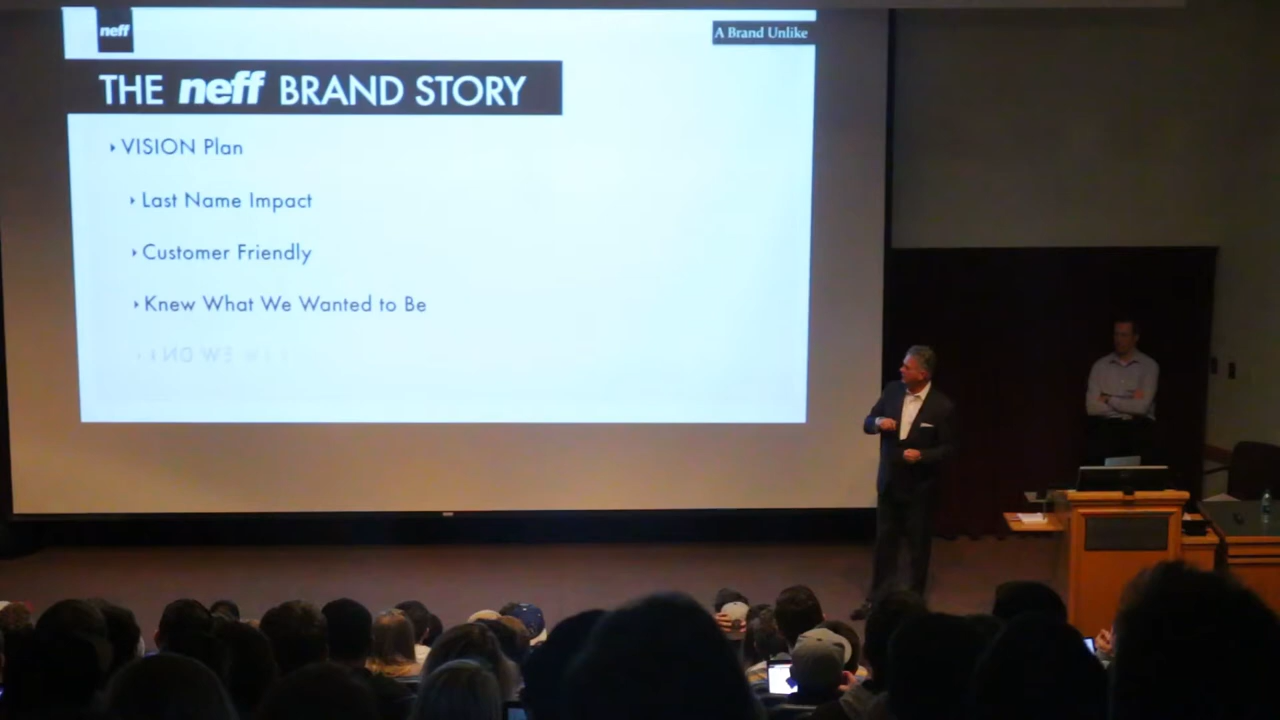 neff
A Brand Unlike
THE neff BRAND STORY
VISION Plan
Last Name Impact
Customer Friendly
Knew What We Wanted to Be